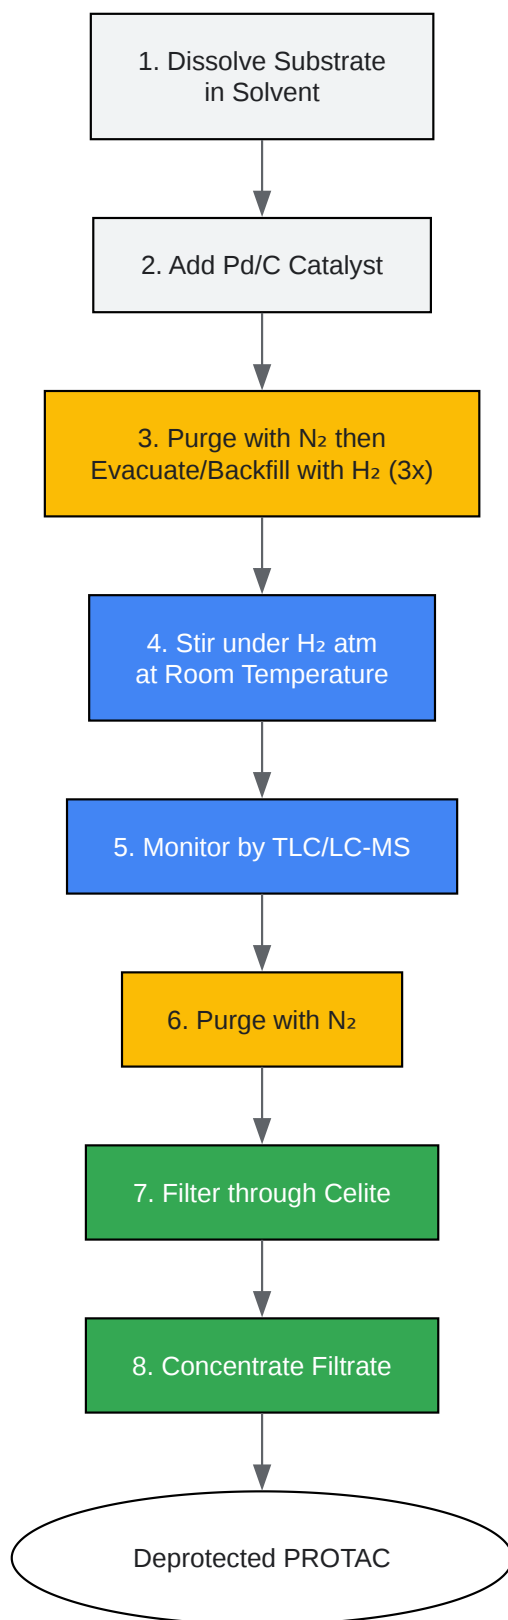 1. Dissolve Substrate
in Solvent
2. Add Pd/C Catalyst
3. Purge with N₂ then
Evacuate/Backfill with H₂ (3x)
4. Stir under H₂ atm
at Room Temperature
5. Monitor by TLC/LC-MS
6. Purge with N₂
7. Filter through Celite
8. Concentrate Filtrate
Deprotected PROTAC